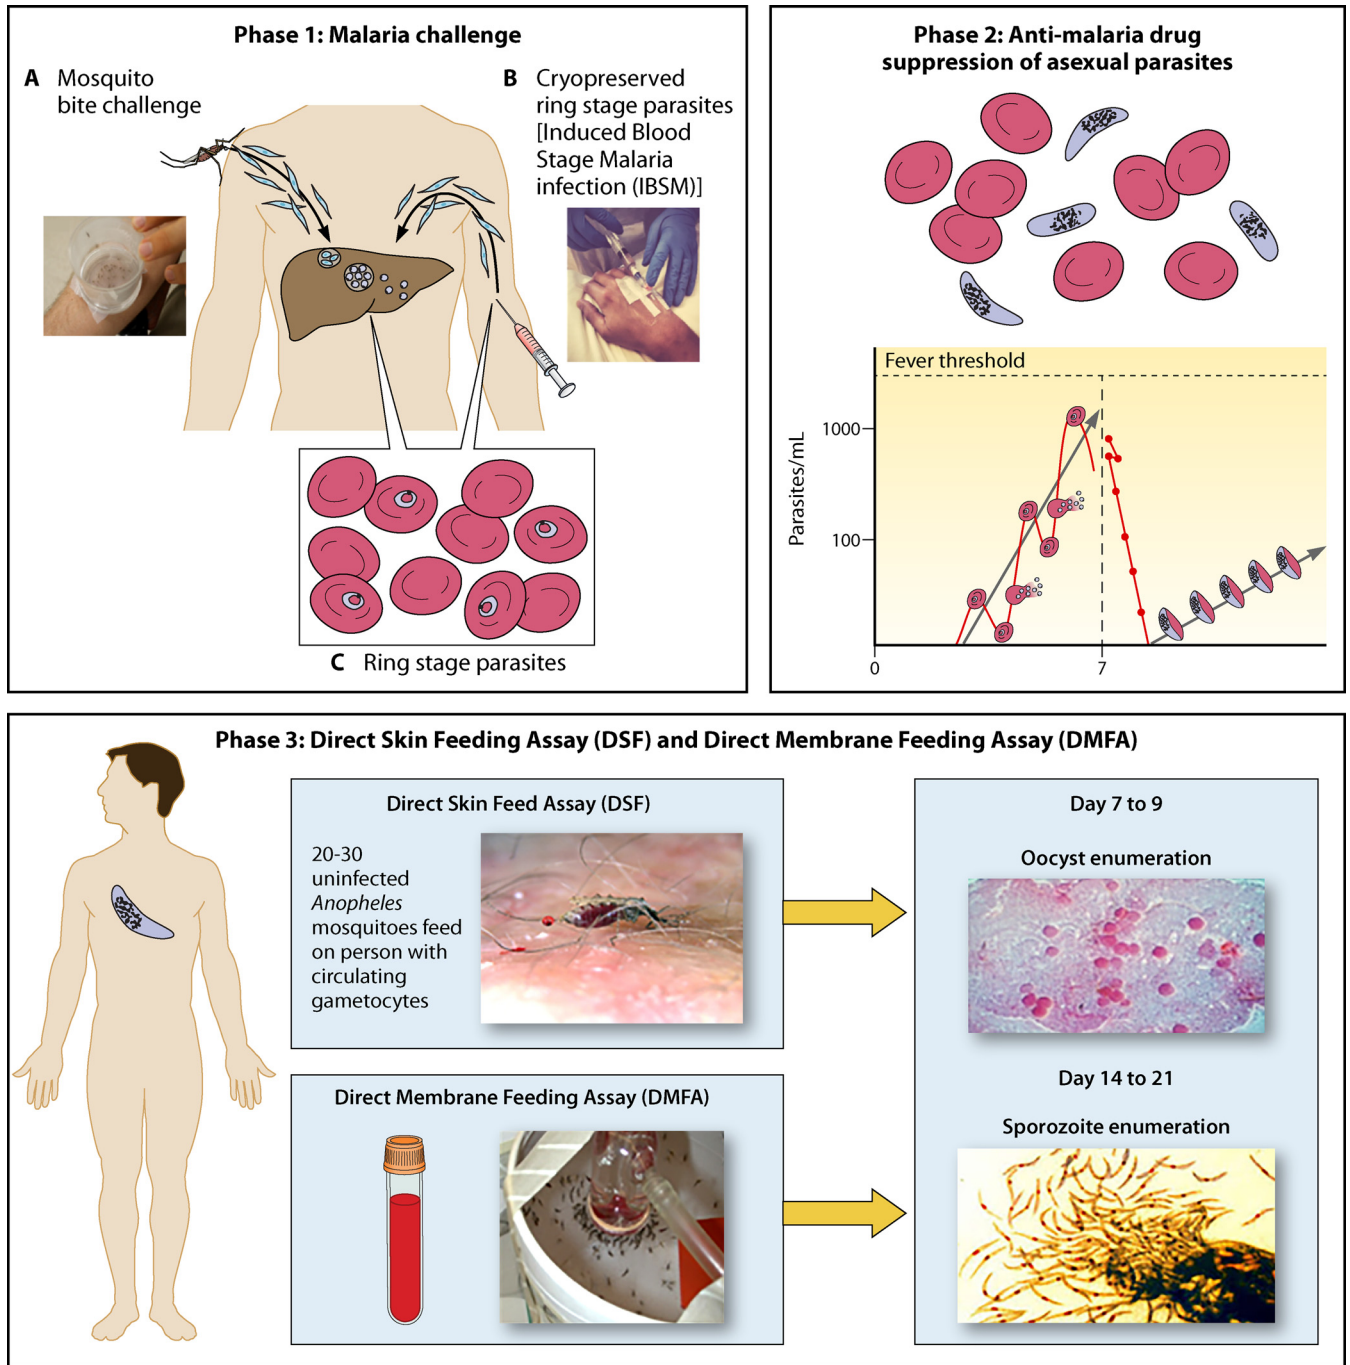 Phase 1: Malaria challenge
A Mosquito
bite challenge
B Cryopreserved
ring stage parasites
[Induced Blood
Stage Malaria
infection (IBSM)]
C Ring stage parasites
Phase 2: Anti-malaria drug
suppression of asexual parasites
Fever threshold
Parasites/mL
1000
100
0
7
Phase 3: Direct Skin Feeding Assay (DSF) and Direct Membrane Feeding Assay (DMFA)
Direct Skin Feed Assay (DSF)
20-30
uninfected
Anopheles
mosquitoes feed
on person with
circulating
gametocytes
Direct Membrane Feeding Assay (DMFA)
Day 7 to 9
Oocyst enumeration
Day 14 to 21
Sporozoite enumeration